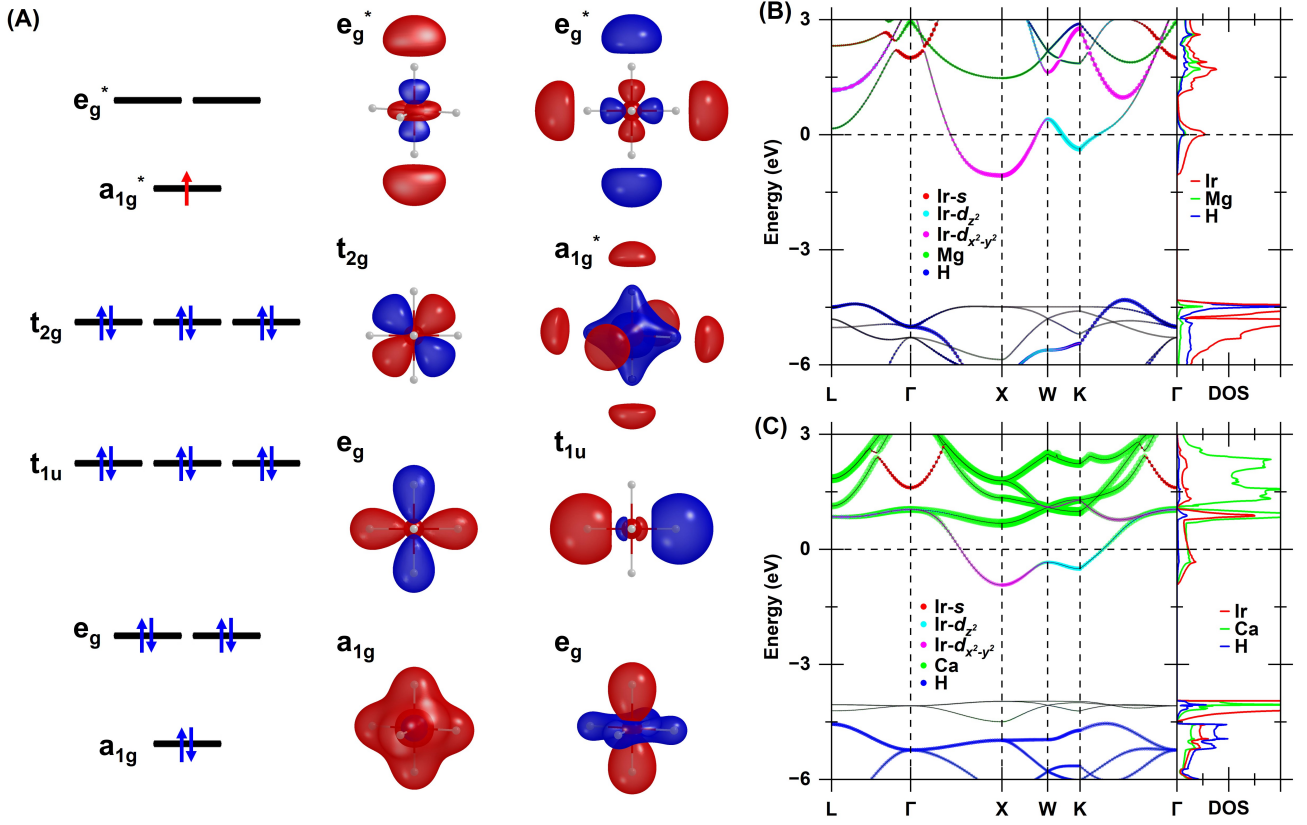 (A)
e_g*
a_1g*
t_2g
t_1u
e_g
a_1g
e_g*
e_g*
t_2g
a_1g*
e_g
t_1u
a_1g
e_g
(B)
3
0
−3
−6
Energy (eV)
Ir-s
Ir-d_z²
Ir-d_x²-y²
Mg
H
Ir
Mg
H
L Γ X W K Γ DOS
(C)
3
0
−3
−6
Energy (eV)
Ir-s
Ir-d_z²
Ir-d_x²-y²
Ca
H
Ir
Ca
H
L Γ X W K Γ DOS